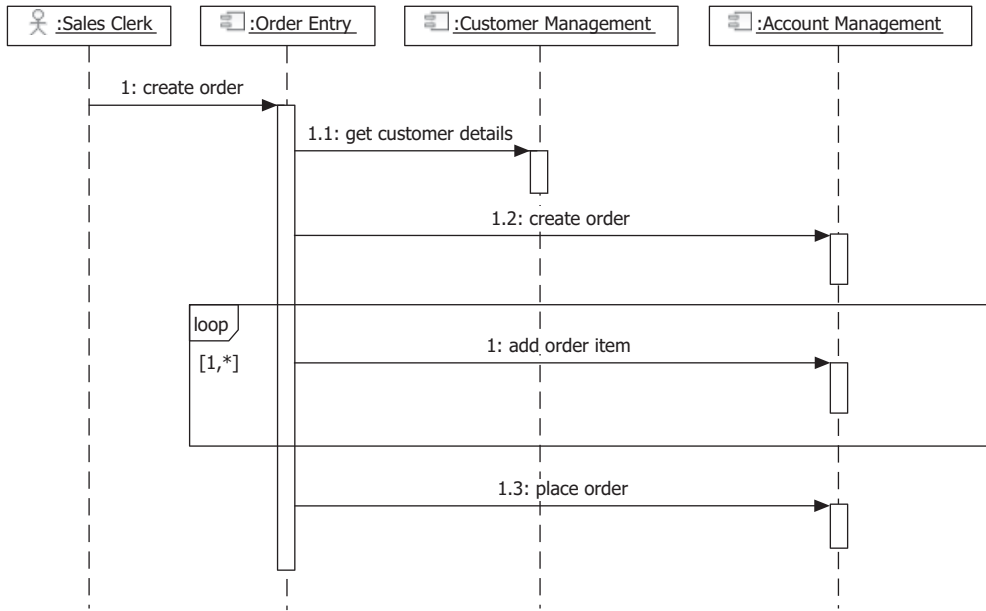 :Sales Clerk
:Order Entry
:Customer Management
:Account Management
1: create order
1.1: get customer details
1.2: create order
loop
1: add order item
[1,*]
1.3: place order